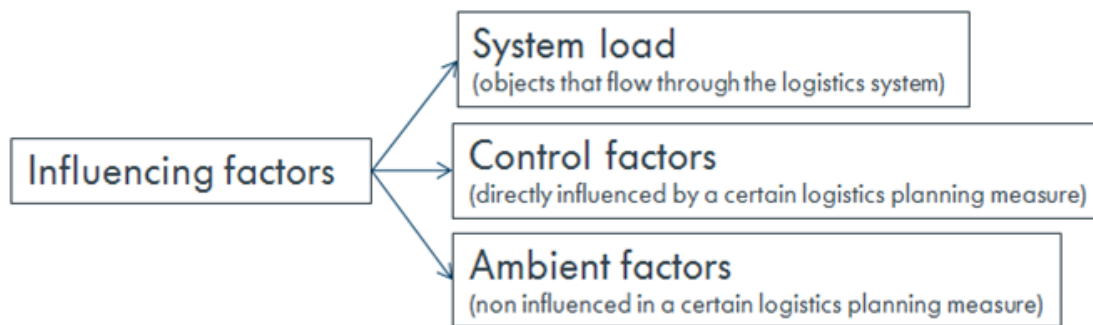 System load
(objects that flow through the logistics system)
Influencing factors
Control factors
(directly influenced by a certain logistics planning measure)
Ambient factors
(non influenced in a certain logistics planning measure)